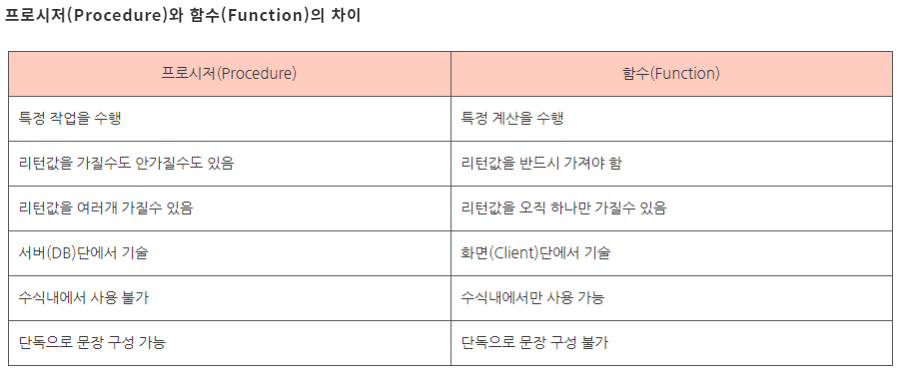 프로시저(Procedure)와 함수(Function)의 차이
프로시저(Procedure)
함수(Function)
특정 작업을 수행
특정 계산을 수행
리턴값을 가질수도 안가질수도 있음
리턴값을 반드시 가져야 함
리턴값을 여러개 가질수 있음
리턴값을 오직 하나만 가질수 있음
서버(DB)단에서 기술
화면(Client)단에서 기술
수식내에서 사용 불가
수식내에서만 사용 가능
단독으로 문장 구성 가능
단독으로 문장 구성 불가